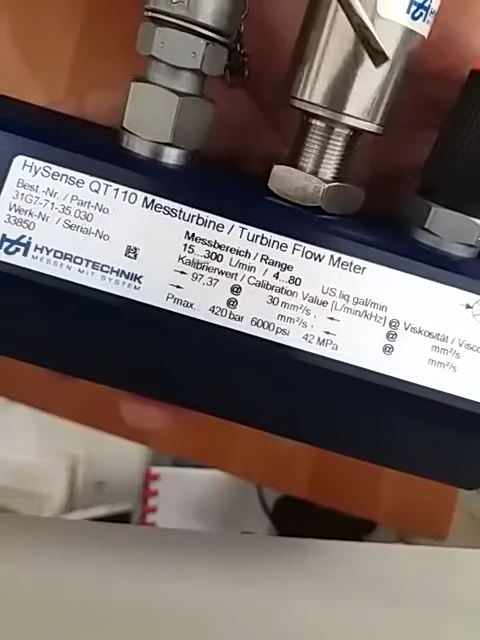 HySense QT110 Messturbine / Turbine Flow Meter
Best.-Nr. / Part-No.
31G7-71-35.030
Werk-Nr / Serial-No
33850
HYDROTECHNIK
MESSEN MIT SYSTEM
Messbereich / Range
15...300 L/min / 4...80 US.liq.gal/min
Kalibrierwert / Calibration Value [L/min/kHz] @ Viskosität /
→ 97,37 @ 30 mm²/s , ← @ mm²/s
→ @ mm²/s , ← @ mm²/s
Pmax.: 420 bar 6000 psi 42 MPa